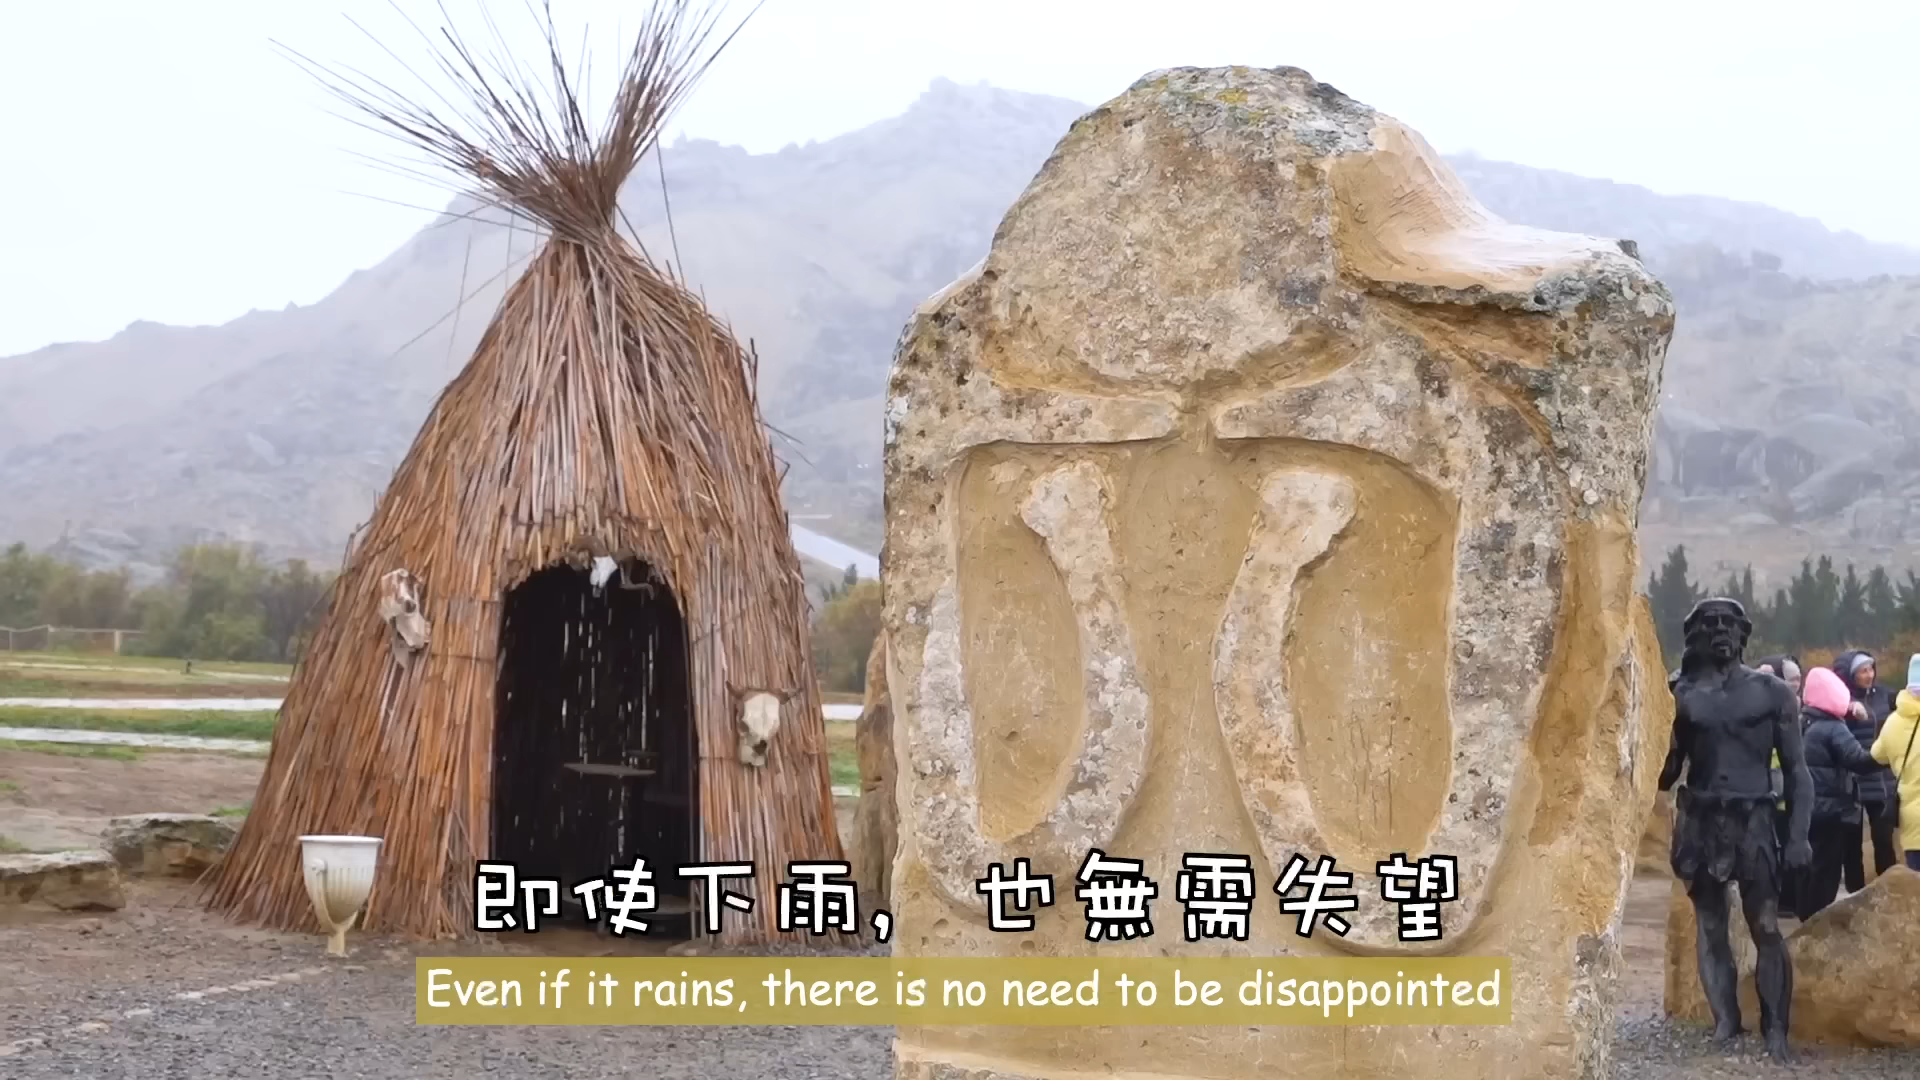 即使下雨，也無需失望
Even if it rains, there is no need to be disappointed